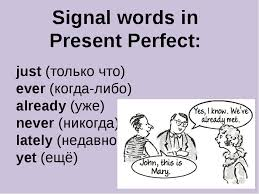 Signal words in
Present Perfect:
just (только что)
ever (когда-либо)
already (уже)
never (никогда)
lately (недавно
yet (ещё)
Yes, I know. We've
already met.
John, this is
Mary.